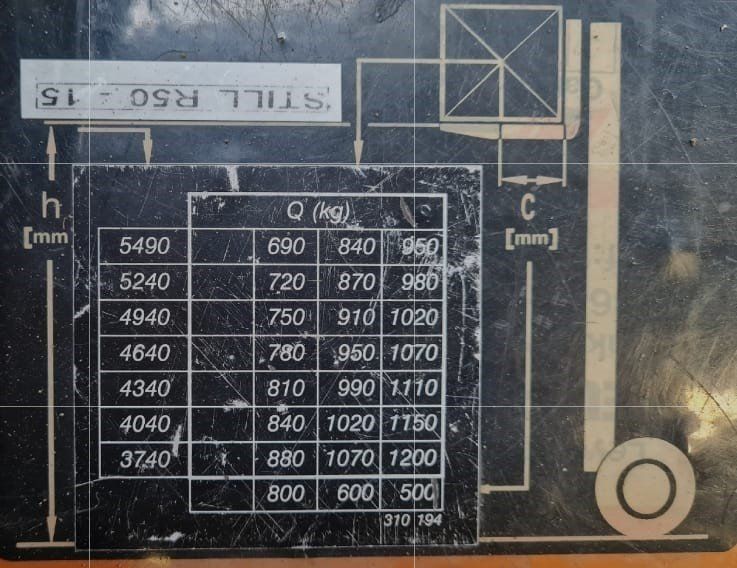 STILL R50 - 15
h
[mm
C
[mm]
Q (kg)
5490 690 840 950
5240 720 870 980
4940 750 910 1020
4640 780 950 1070
4340 810 990 1110
4040 840 1020 1150
3740 880 1070 1200
800 600 500
310 194